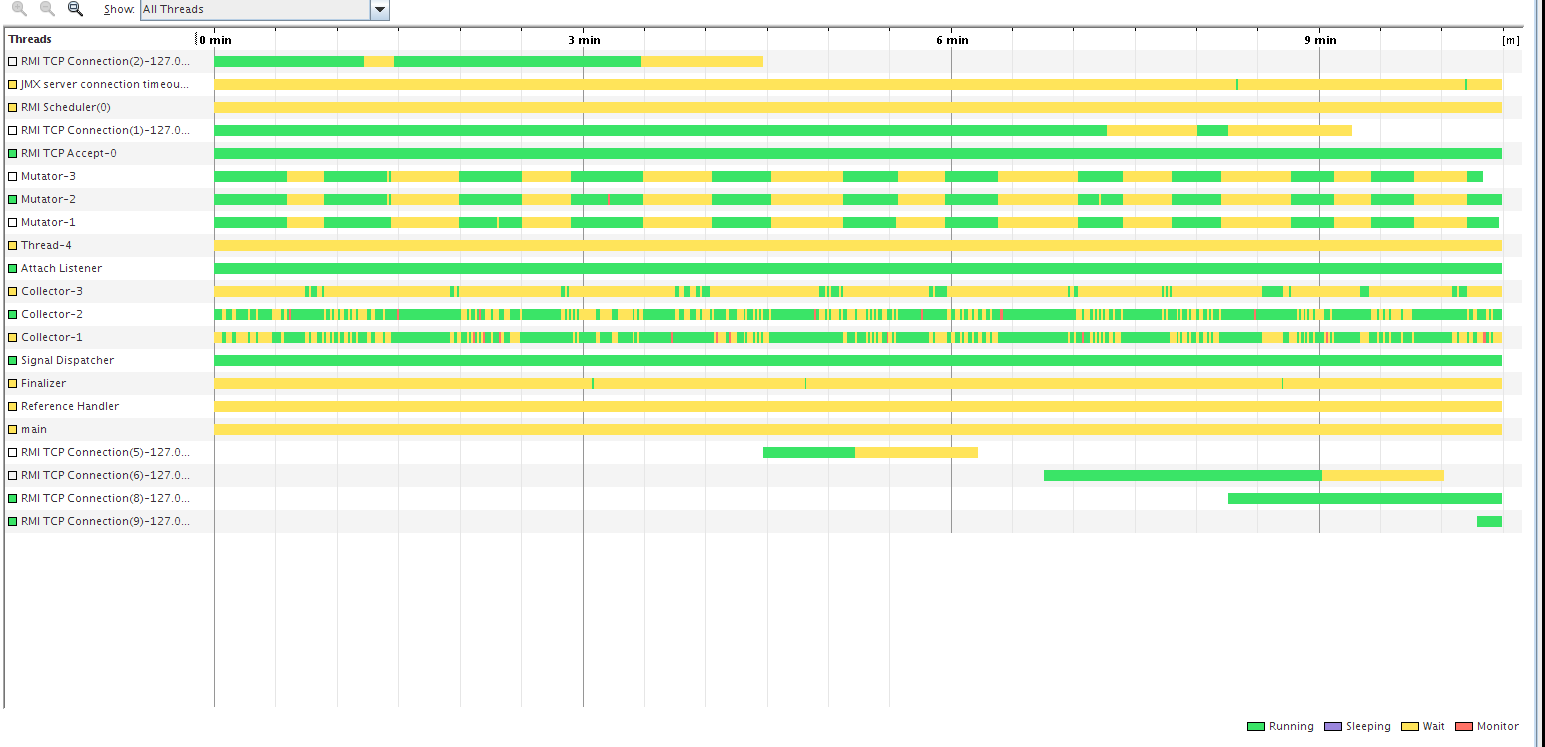 Show: All Threads
Threads 0 min 3 min 6 min 9 min [m]
RMI TCP Connection(2)-127.0...
JMX server connection timeou...
RMI Scheduler(0)
RMI TCP Connection(1)-127.0...
RMI TCP Accept-0
Mutator-3
Mutator-2
Mutator-1
Thread-4
Attach Listener
Collector-3
Collector-2
Collector-1
Signal Dispatcher
Finalizer
Reference Handler
main
RMI TCP Connection(5)-127.0...
RMI TCP Connection(6)-127.0...
RMI TCP Connection(8)-127.0...
RMI TCP Connection(9)-127.0...
Running Sleeping Wait Monitor